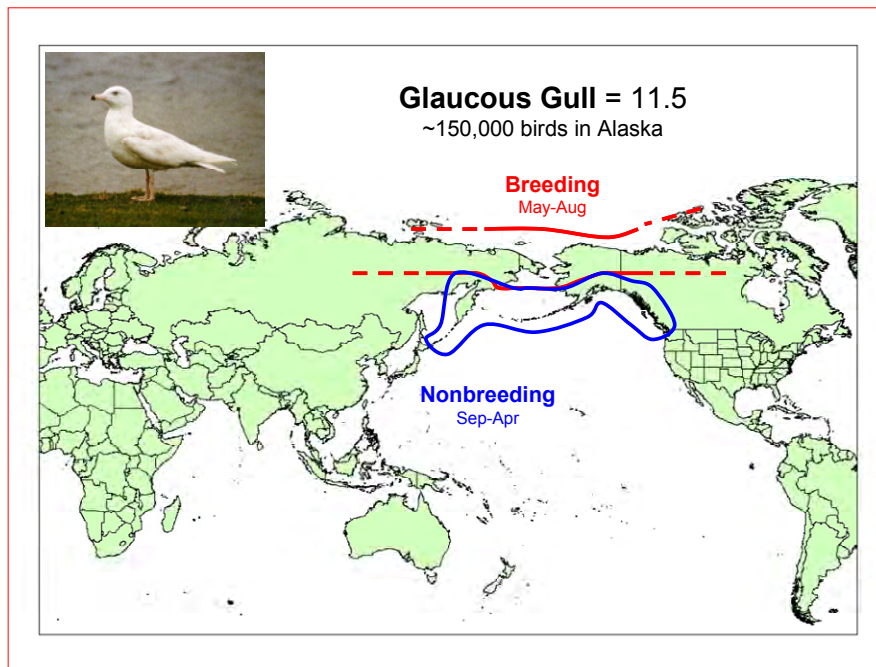 Glaucous Gull = 11.5
~150,000 birds in Alaska
Breeding
May-Aug
Nonbreeding
Sep-Apr